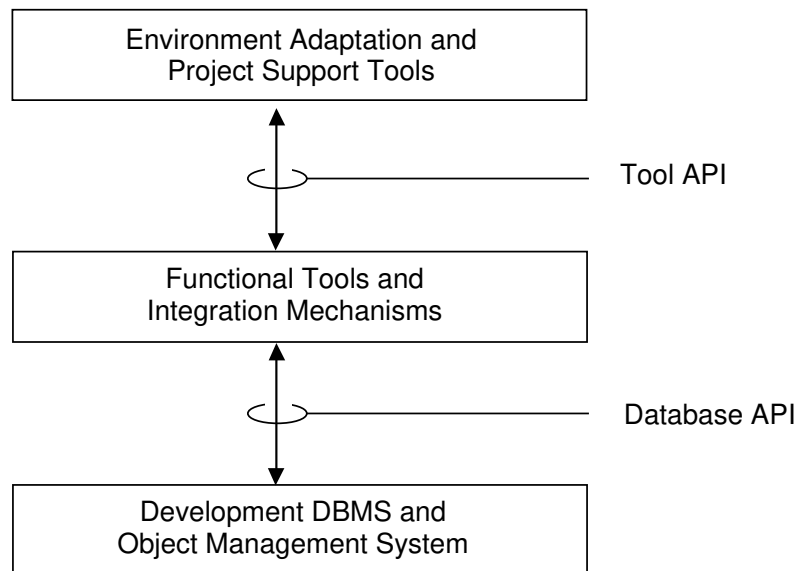 Environment Adaptation and
Project Support Tools
Tool API
Functional Tools and
Integration Mechanisms
Database API
Development DBMS and
Object Management System